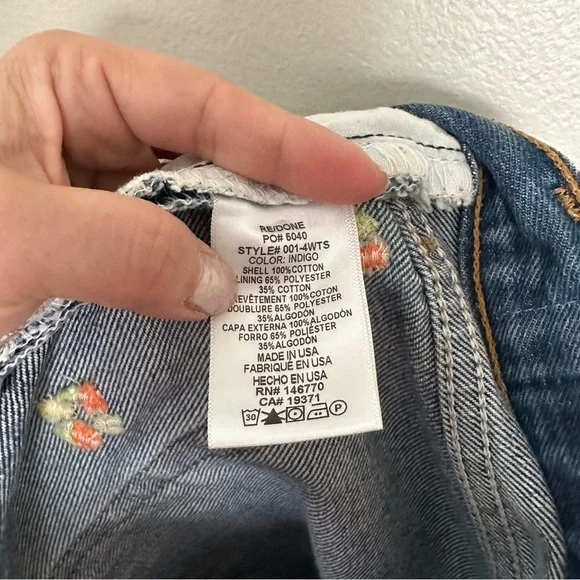 RE/DONE
PO# 5040
STYLE# 001-4WTS
COLOR: INDIGO
SHELL 100%COTTON
LINING 65% POLYESTER
35% COTTON
REVÊTEMENT 100%COTON
DOUBLURE 65% POLYESTER
35%ALGODÓN
CAPA EXTERNA 100%ALGODÓN
FORRO 65% POLIÉSTER
35%ALGODÓN
MADE IN USA
FABRIQUÉ EN USA
HECHO EN USA
RN# 146770
CA# 19371
30 P